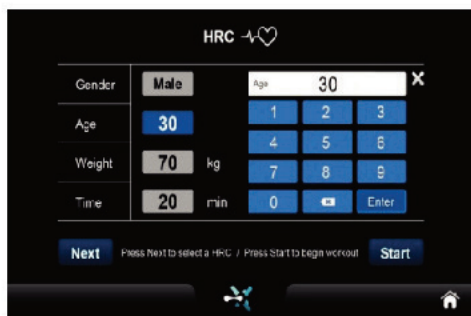 HRC
Gender Male
Age 30 X
Age 30
1 2 3
4 5 6
Weight 70 kg
7 8 9
Time 20 min
0 Enter
Next Press Next to select a HRC / Press Start to begin workout Start